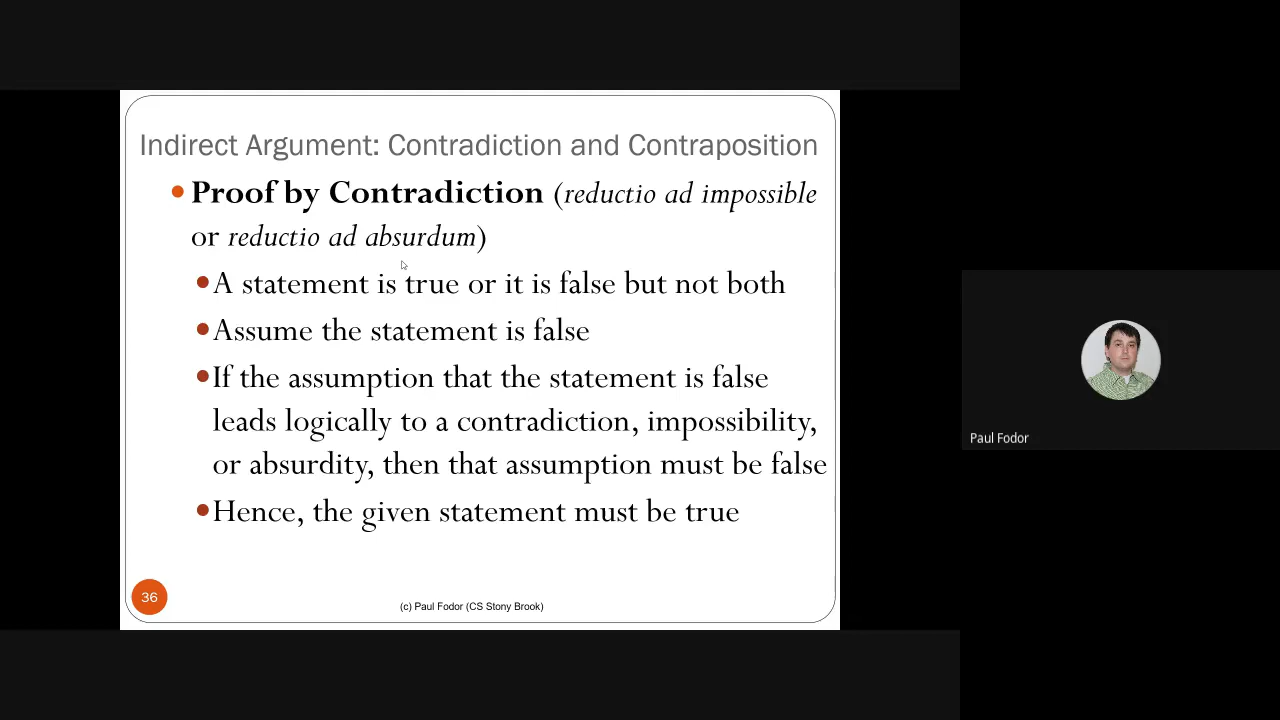 Indirect Argument: Contradiction and Contraposition
Proof by Contradiction (reductio ad impossible
or reductio ad absurdum)
A statement is true or it is false but not both
Assume the statement is false
If the assumption that the statement is false
leads logically to a contradiction, impossibility,
or absurdity, then that assumption must be false
Hence, the given statement must be true
36
(c) Paul Fodor (CS Stony Brook)
Paul Fodor